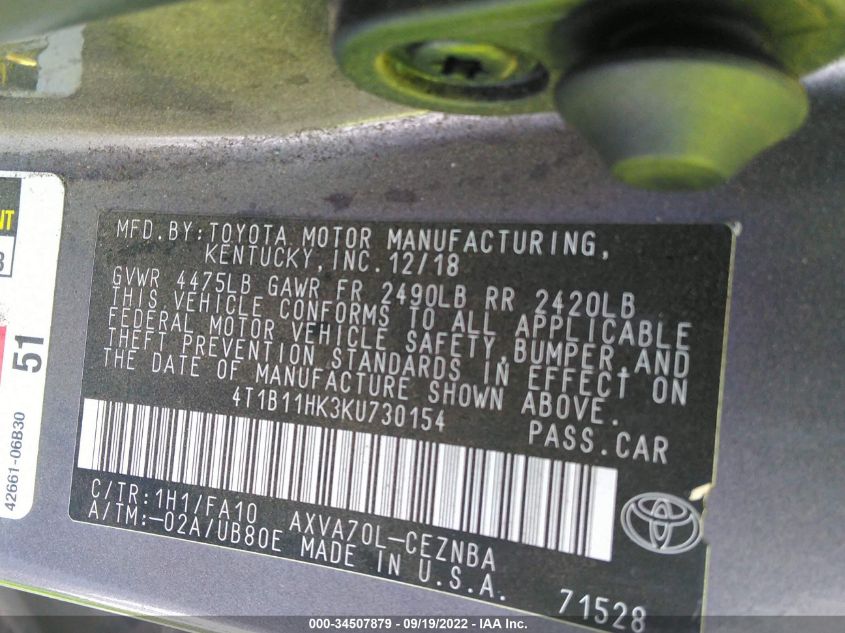 MFD.BY:TOYOTA MOTOR MANUFACTURING,
KENTUCKY, INC. 12/18
GVWR 4475LB GAWR FR 2490LB RR 2420LB
THIS VEHICLE CONFORMS TO ALL APPLICABLE
FEDERAL MOTOR VEHICLE SAFETY, BUMPER, AND
THEFT PREVENTION STANDARDS IN EFFECT ON
THE DATE OF MANUFACTURE SHOWN ABOVE.
4T1B11HK3KU730154
PASS.CAR
C/TR:1H1/FA10 AXVA70L-CEZNBA
A/TM:-02A/UB80E MADE IN U.S.A.
71528
51
42661-06B30
000-34507879 - 09/19/2022 - IAA Inc.